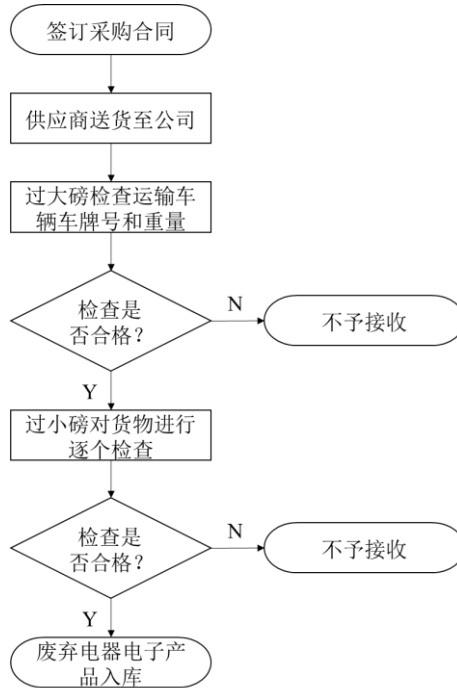 签订采购合同
供应商送货至公司
过大磅检查运输车
辆车牌号和重量
检查是
否合格？
N
不予接收
Y
过小磅对货物进行
逐个检查
检查是
否合格？
N
不予接收
Y
废弃电器电子产
品入库